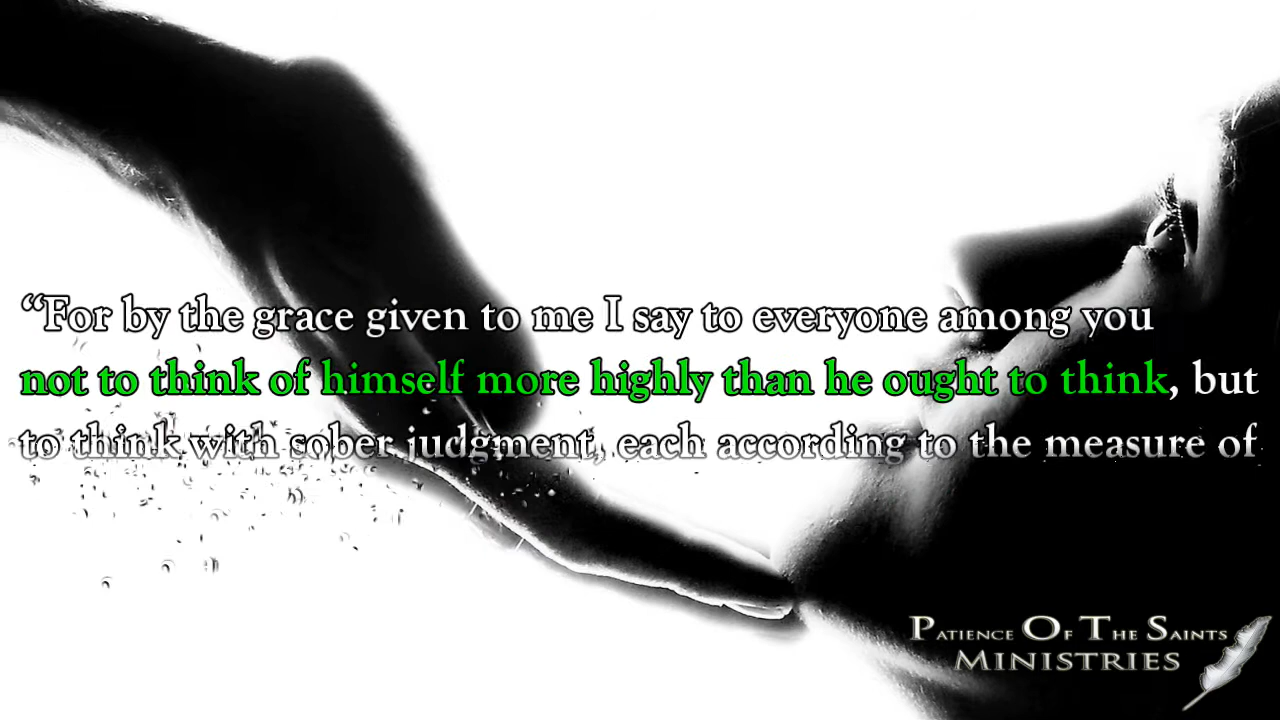 “For by the grace given to me I say to everyone among you
not to think of himself more highly than he ought to think, but
to think with sober judgment, each according to the measure of
Patience Of The Saints
Ministries